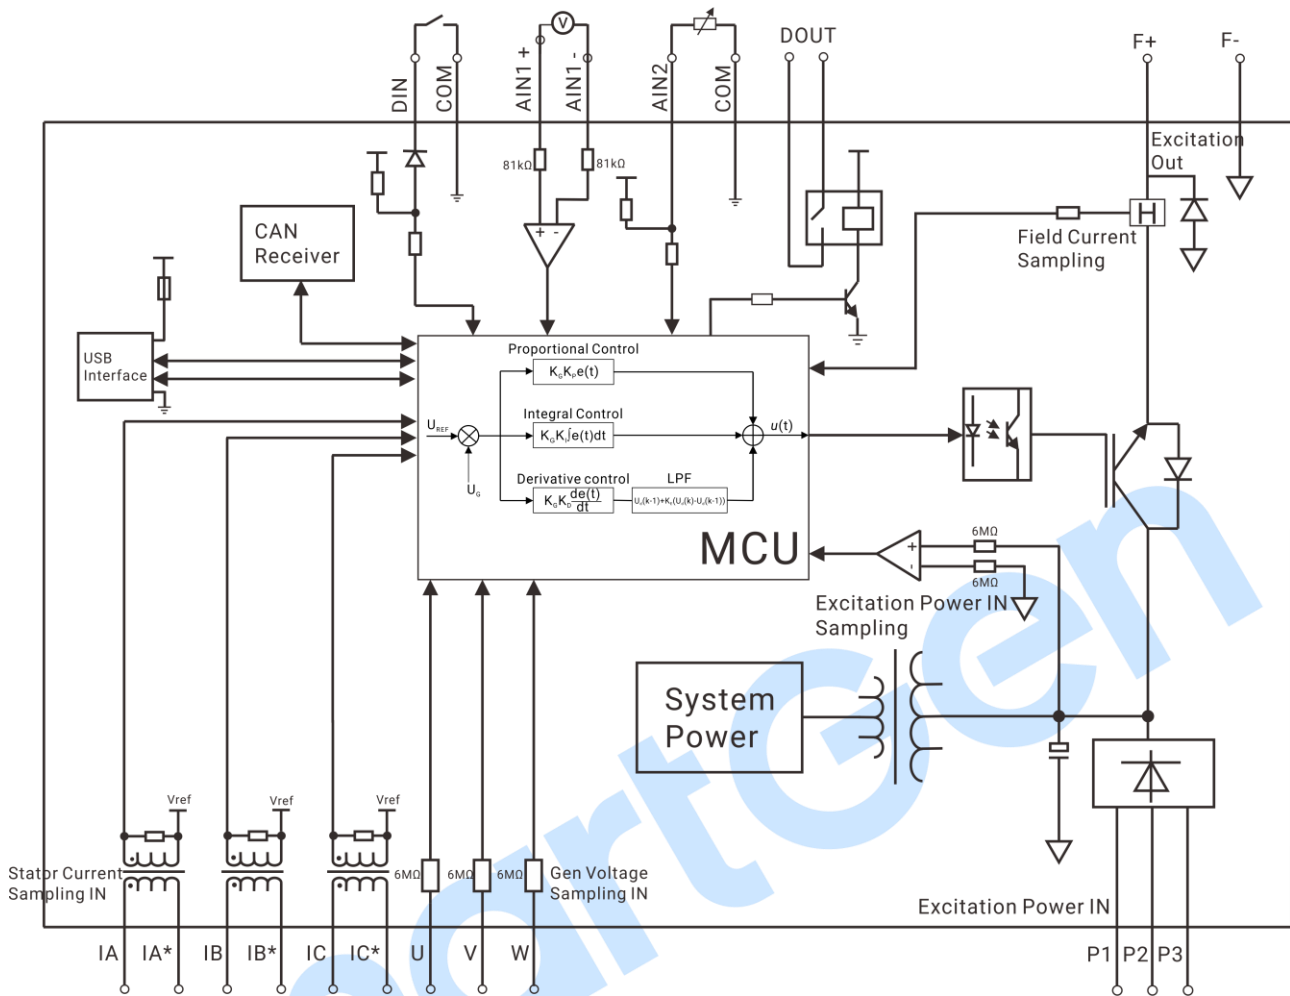 DOUT
F+
F-
DIN
COM
AIN1 +
AIN1 -
AIN2
COM
V
Excitation
Out
81kΩ
81kΩ
+ -
H
CAN
Receiver
Field Current
Sampling
USB
Interface
Proportional Control
KGKPe(t)
Integral Control
UREF
KGKI∫e(t)dt
u(t)
UG
Derivative control
LPF
KGKD de(t)/dt
MCU
6MΩ
+
-
6MΩ
Excitation Power IN
Sampling
System
Power
Vref
Vref
Vref
Stator Current
Sampling IN
6MΩ
6MΩ
6MΩ
Gen Voltage
Sampling IN
Excitation Power IN
IA
IA*
IB
IB*
IC
IC*
U
V
W
P1
P2
P3
artGen